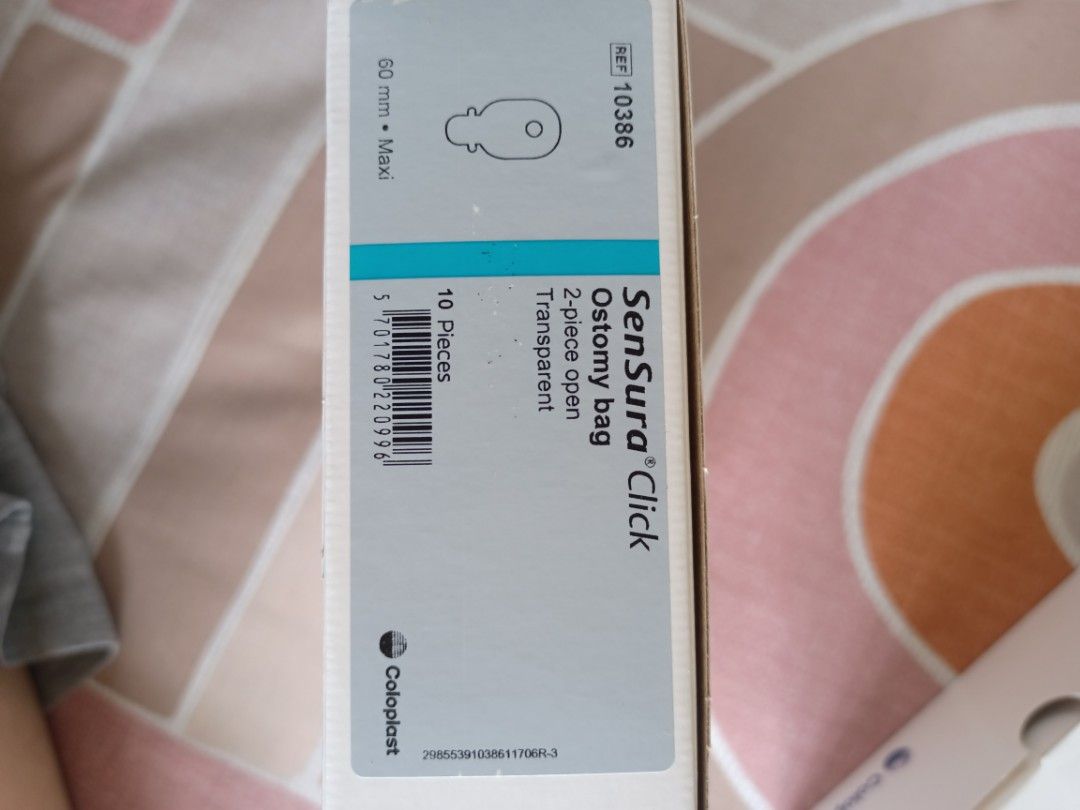 REF 10386
60 mm • Maxi
SenSura® Click
Ostomy bag
2-piece open
Transparent
10 Pieces
5 701780 220996
Coloplast
29855391038611706R-3